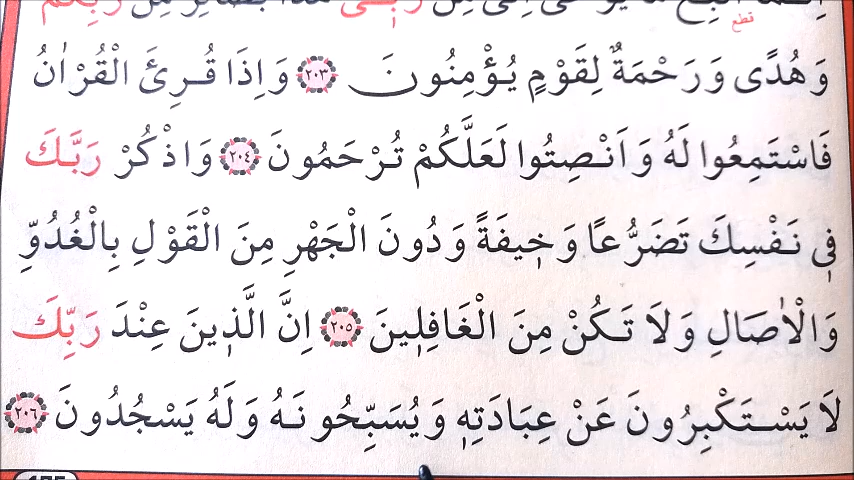 وَهُدًى وَرَحْمَةٌ لِقَوْمٍ يُؤْمِنُونَ ﴿٢٠٣﴾ وَاِذَا قُرِئَ الْقُرْاٰنُ
فَاسْتَمِعُوا لَهُ وَاَنْصِتُوا لَعَلَّكُمْ تُرْحَمُونَ ﴿٢٠٤﴾ وَاذْكُرْ رَبَّكَ
فٖي نَفْسِكَ تَضَرُّعًا وَخٖيفَةً وَدُونَ الْجَهْرِ مِنَ الْقَوْلِ بِالْغُدُوِّ
وَالْاٰصَالِ وَلَا تَكُنْ مِنَ الْغَافِلٖينَ ﴿٢٠٥﴾ اِنَّ الَّذٖينَ عِنْدَ رَبِّكَ
لَا يَسْتَكْبِرُونَ عَنْ عِبَادَتِهٖ وَيُسَبِّحُونَهُ وَلَهُ يَسْجُدُونَ ﴿٢٠٦﴾